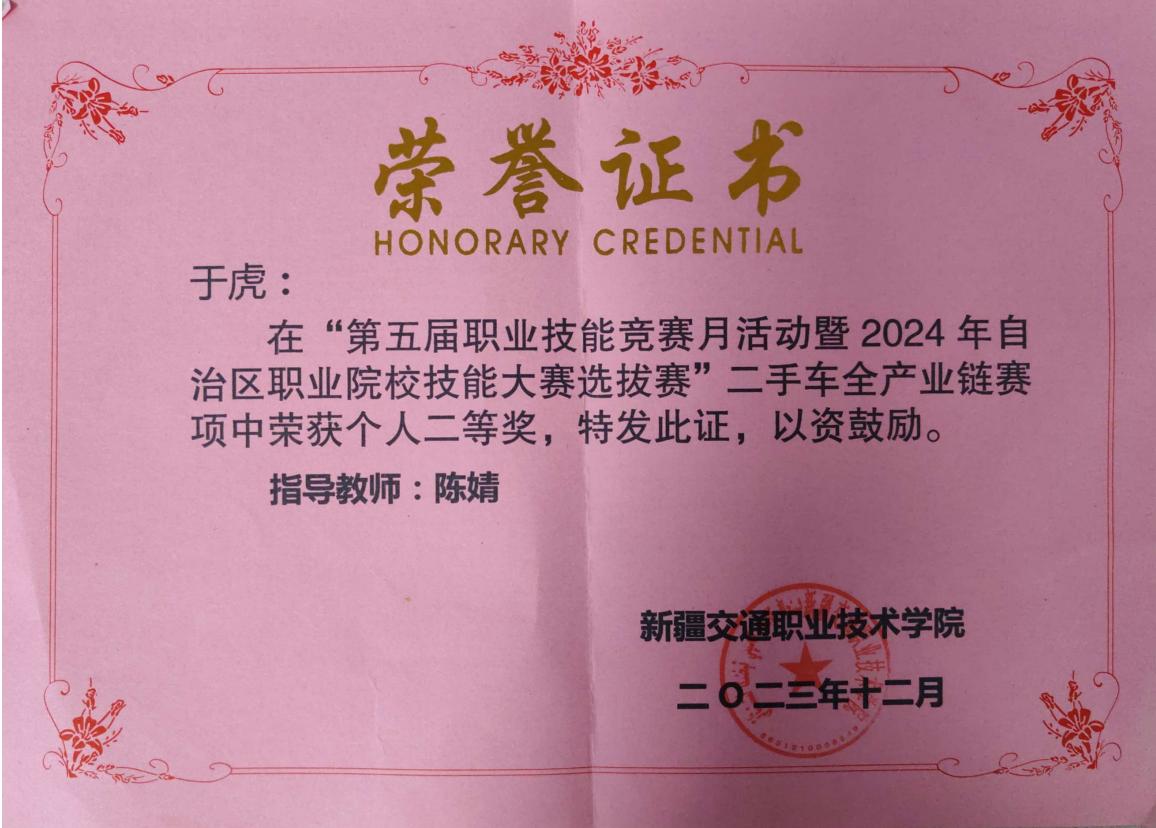 荣誉证书
HONORARY CREDENTIAL
于虎：
在“第五届职业技能竞赛月活动暨 2024 年自
治区职业院校技能大赛选拔赛”二手车全产业链赛
项中荣获个人二等奖，特发此证，以资鼓励。
指导教师：陈婧
新疆交通职业技术学院
二〇二三年十二月